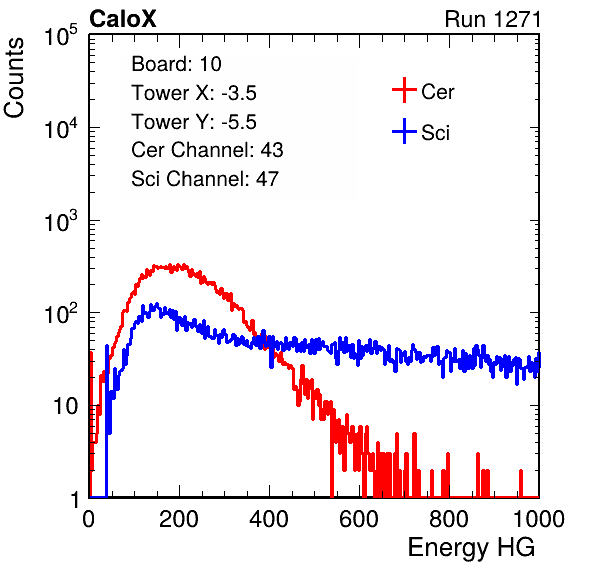 CaloX Run 1271
Counts
Board: 10
Tower X: -3.5
Tower Y: -5.5
Cer Channel: 43
Sci Channel: 47
Cer
Sci
10^5
10^4
10^3
10^2
10
1
0 200 400 600 800 1000
Energy HG